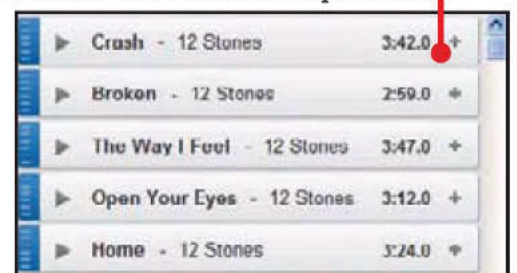 Crash - 12 Stones 3:42.0 +
Broken - 12 Stones 2:59.0 +
The Way I Feel - 12 Stones 3:47.0 +
Open Your Eyes - 12 Stones 3:12.0 +
Home - 12 Stones 3:24.0 +